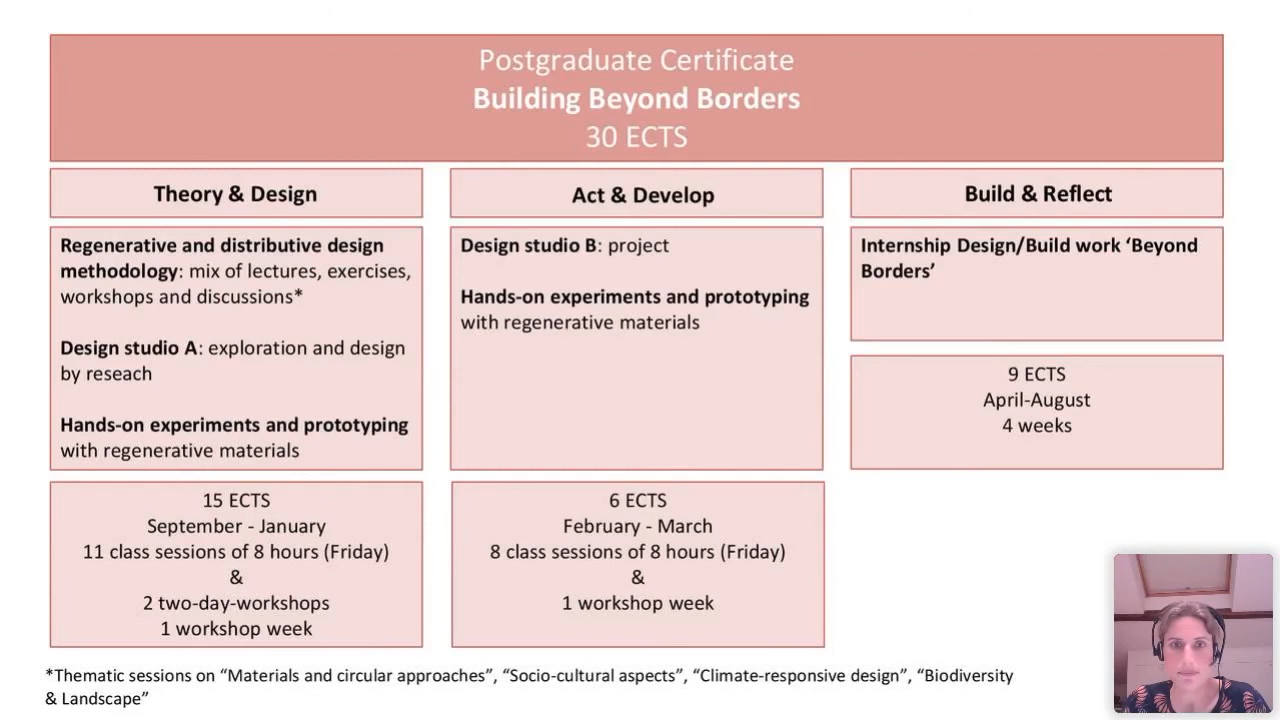 Postgraduate Certificate
Building Beyond Borders
30 ECTS
Theory & Design
Regenerative and distributive design
methodology: mix of lectures, exercises,
workshops and discussions*
Design studio A: exploration and design
by reseach
Hands-on experiments and prototyping
with regenerative materials
15 ECTS
September - January
11 class sessions of 8 hours (Friday)
&
2 two-day-workshops
1 workshop week
Act & Develop
Design studio B: project
Hands-on experiments and prototyping
with regenerative materials
6 ECTS
February - March
8 class sessions of 8 hours (Friday)
&
1 workshop week
Build & Reflect
Internship Design/Build work ‘Beyond
Borders’
9 ECTS
April-August
4 weeks
*Thematic sessions on “Materials and circular approaches”, “Socio-cultural aspects”, “Climate-responsive design”, “Biodiversity
& Landscape”